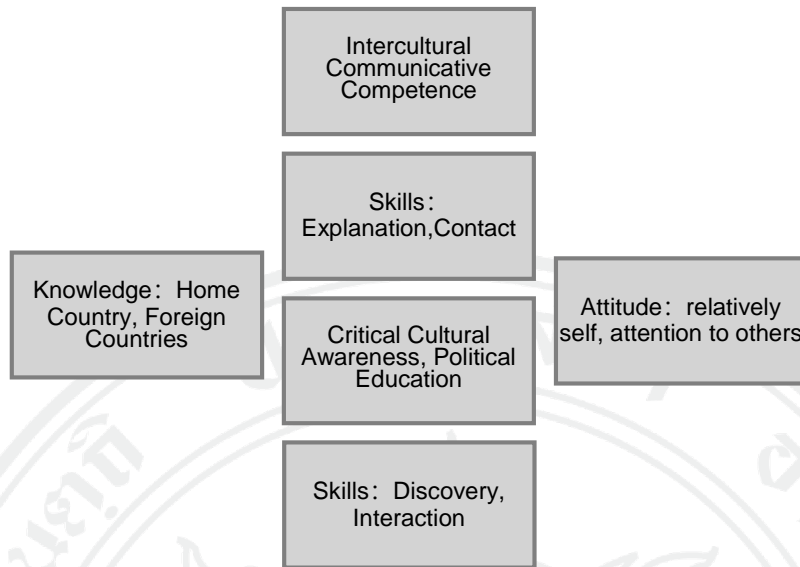 Intercultural
Communicative
Competence
Skills：
Explanation,Contact
Knowledge：Home
Country, Foreign
Countries
Critical Cultural
Awareness, Political
Education
Attitude：relatively
self, attention to others
Skills：Discovery,
Interaction